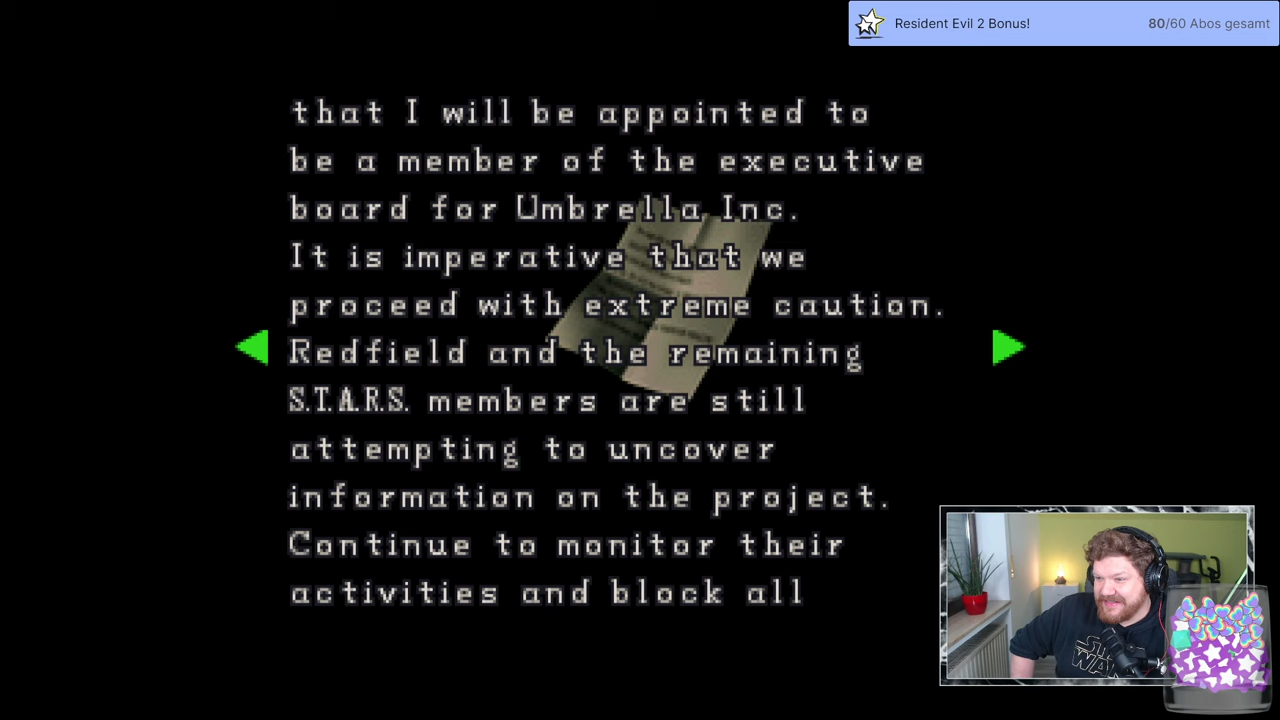 Resident Evil 2 Bonus!
80/60 Abos gesamt
that I will be appointed to
be a member of the executive
board for Umbrella Inc.
It is imperative that we
proceed with extreme caution.
Redfield and the remaining
S.T.A.R.S. members are still
attempting to uncover
information on the project.
Continue to monitor their
activities and block all